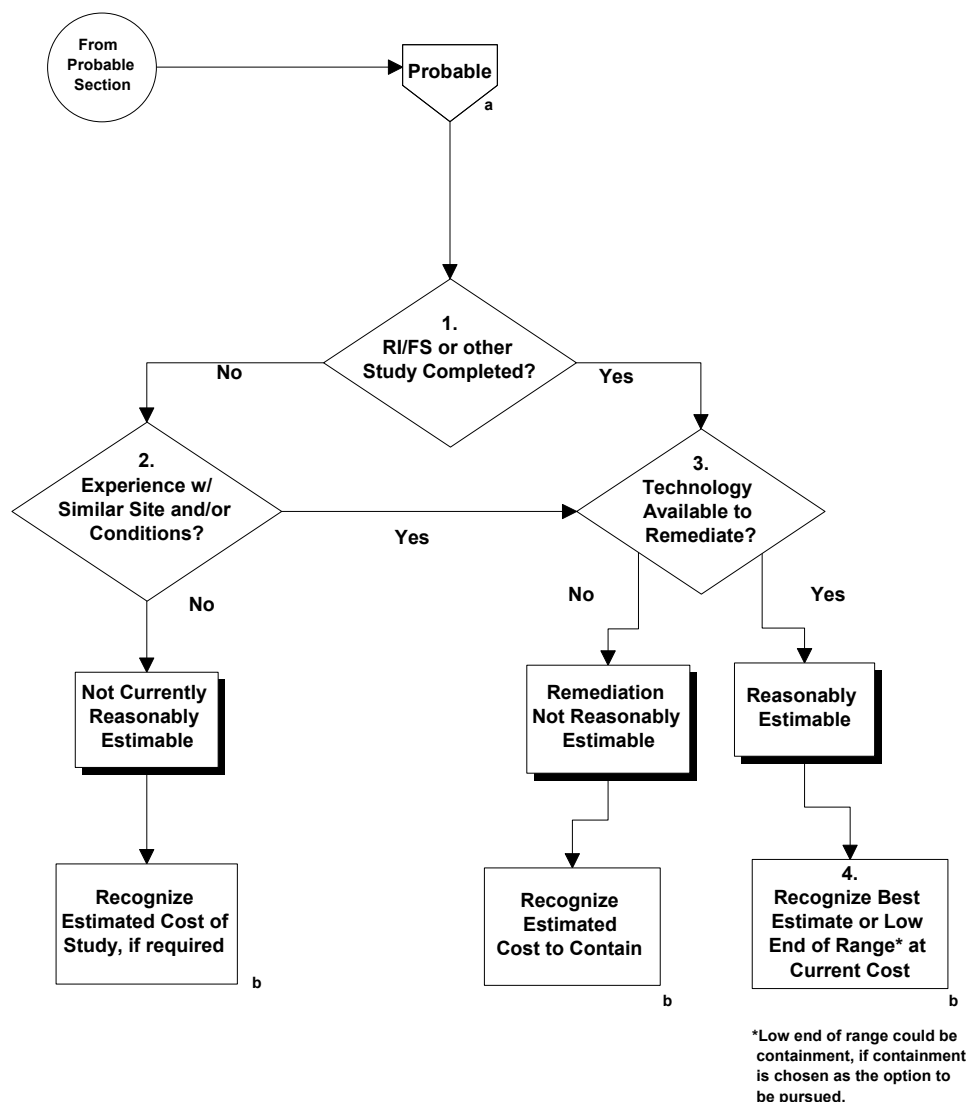 From
Probable
Section
Probable
a
1.
RI/FS or other
Study Completed?
No
Yes
2.
Experience w/
Similar Site and/or
Conditions?
Yes
3.
Technology
Available to
Remediate?
No
No
Yes
Not Currently
Reasonably
Estimable
Remediation
Not Reasonably
Estimable
Reasonably
Estimable
Recognize
Estimated Cost of
Study, if required
b
Recognize
Estimated
Cost to Contain
b
4.
Recognize Best
Estimate or Low
End of Range* at
Current Cost
b
*Low end of range could be
containment, if containment
is chosen as the option to
be pursued.